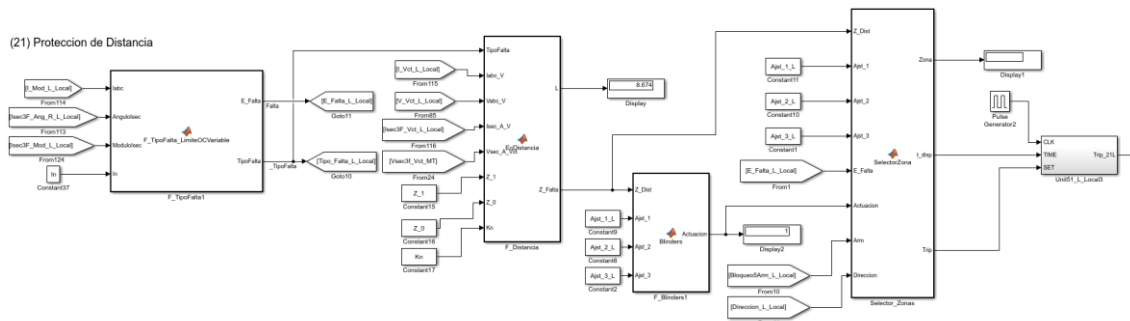 (21) Proteccion de Distancia
[I_Mod_L_Local]
From114
[Isec3F_Ang_R_L_Local]
From113
[Isec3F_Mod_L_Local]
From124
In
Constant37
Iabc
AnguloIsec
ModuloIsec
In
F_TipoFalta_LimiteOCVariable
E_Falta
TipoFalta
F_TipoFalta1
Falta
_TipoFalta
[E_Falta_L_Local]
Goto11
[Tipo_Falta_L_Local]
Goto10
[I_Vct_L_Local]
From115
[V_Vct_L_Local]
From85
[Isec3F_Vct_L_Local]
From116
[Vsec3f_Vct_MT]
From24
Z_1
Constant15
Z_0
Constant16
Kn
Constant17
TipoFalta
Iabc_V
Vabc_V
Isec_A_V
Z_1
Z_0
Kn
L
Z_Falta
F_Distancia
8.674
Display
Ajst_1_L
Constant9
Ajst_2_L
Constant8
Ajst_3_L
Constant2
Z_Dist
Ajst_1
Ajst_2
Ajst_3
Blinders
Actuacion
F_Blinders1
1
Display2
Ajst_1_L
Constant11
Ajst_2_L
Constant10
Ajst_3_L
Constant1
[E_Falta_L_Local]
From1
[Bloqueo5Arm_L_Local]
From10
[Direccion_L_Local]
Z_Dist
Ajst_1
Ajst_2
Ajst_3
E_Falta
Actuacion
Arm
Direccion
SelectorZona
Zona
t_disp
Trip
Selector_Zonas
Display1
Pulse
Generator2
CLK
TIME
SET
Trip_21L
Unit51_L_Local3